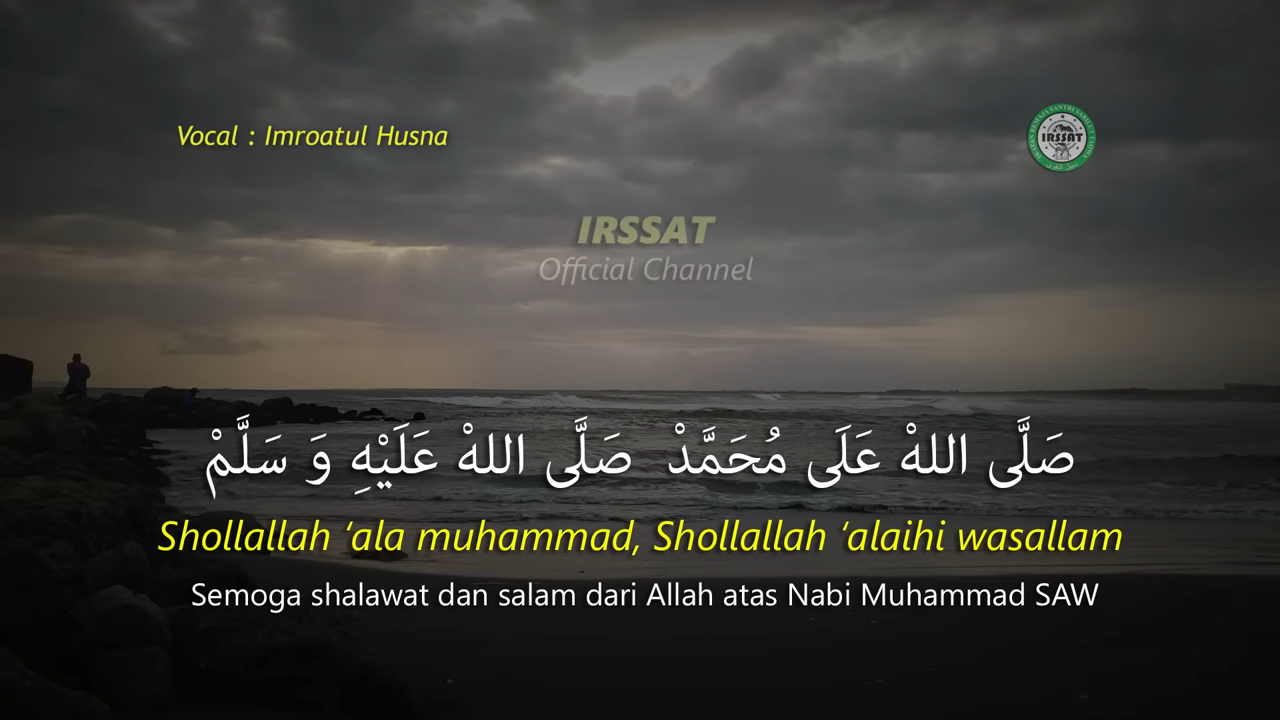 Vocal : Imroatul Husna
IRSSAT
IRSSAT
Official Channel
صَلَّى اللهْ عَلَى مُحَمَّدْ صَلَّى اللهْ عَلَيْهِ وَ سَلَّمْ
Shollallah ‘ala muhammad, Shollallah ‘alaihi wasallam
Semoga shalawat dan salam dari Allah atas Nabi Muhammad SAW